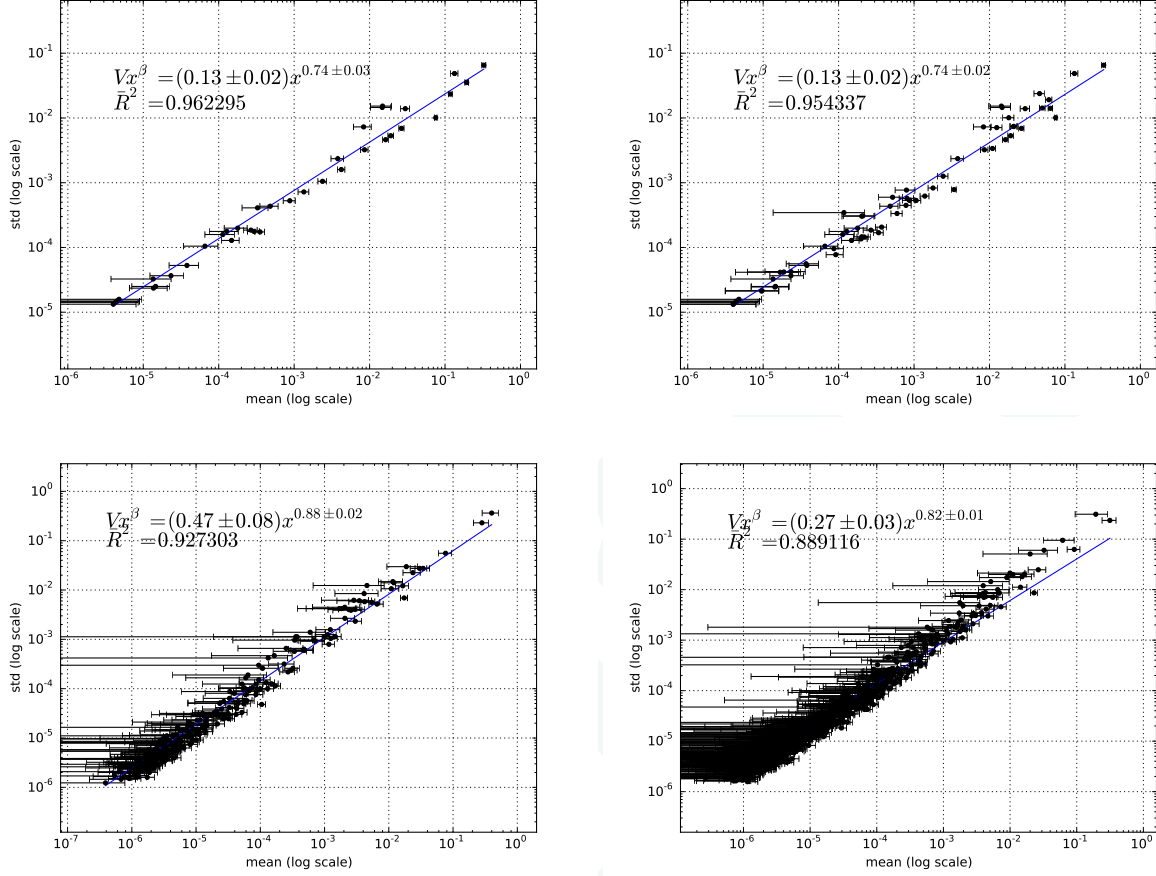 10^-1
10^-2
10^-3
10^-4
10^-5
std (log scale)
Vx^β =(0.13±0.02)x^0.74±0.03
R̄^2 =0.962295
10^-6 10^-5 10^-4 10^-3 10^-2 10^-1 10^0
mean (log scale)
10^-1
10^-2
10^-3
10^-4
10^-5
std (log scale)
Vx^β =(0.13±0.02)x^0.74±0.02
R̄^2 =0.954337
10^-6 10^-5 10^-4 10^-3 10^-2 10^-1 10^0
mean (log scale)
10^0
10^-1
10^-2
10^-3
10^-4
10^-5
10^-6
std (log scale)
Vx^β =(0.47±0.08)x^0.88±0.02
R̄^2 =0.927303
10^-7 10^-6 10^-5 10^-4 10^-3 10^-2 10^-1 10^0
mean (log scale)
10^0
10^-1
10^-2
10^-3
10^-4
10^-5
10^-6
std (log scale)
Vx^β =(0.27±0.03)x^0.82±0.01
R̄^2 =0.889116
10^-6 10^-5 10^-4 10^-3 10^-2 10^-1 10^0
mean (log scale)